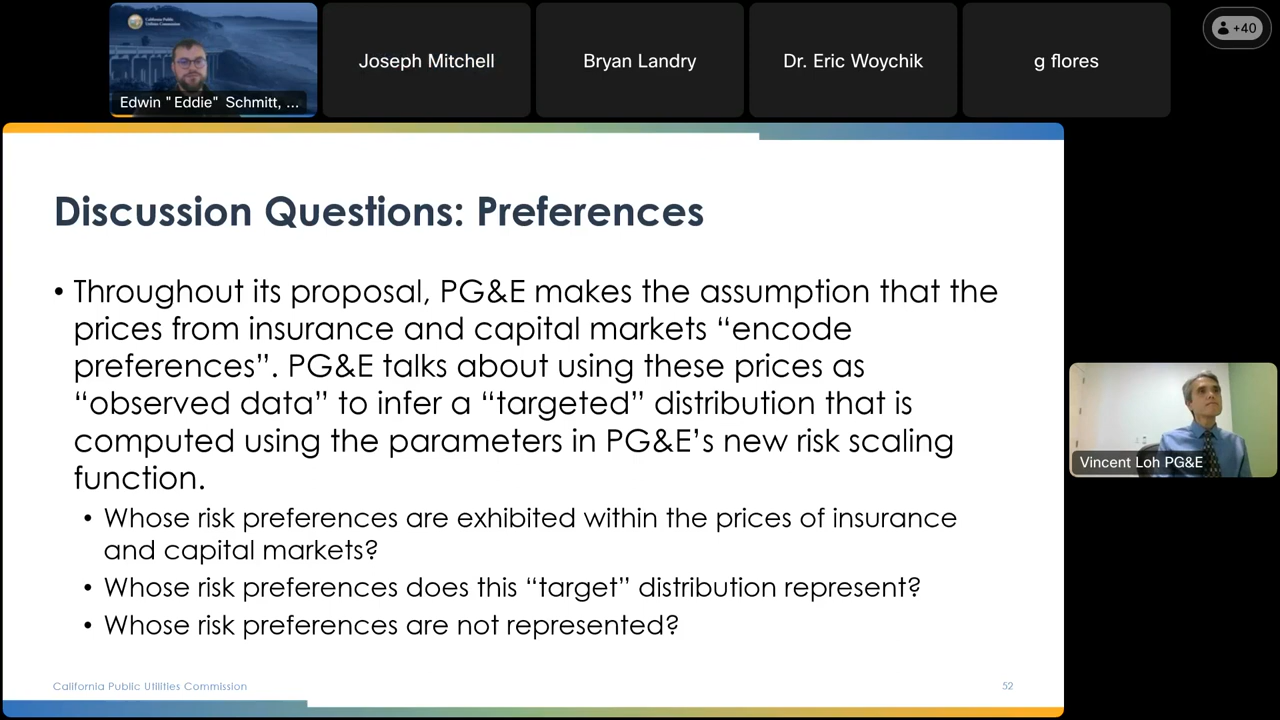 California Public
Utilities Commission
Edwin "Eddie" Schmitt, ...
Joseph Mitchell
Bryan Landry
Dr. Eric Woychik
g flores
+40
Discussion Questions: Preferences
• Throughout its proposal, PG&E makes the assumption that the
prices from insurance and capital markets “encode
preferences”. PG&E talks about using these prices as
“observed data” to infer a “targeted” distribution that is
computed using the parameters in PG&E’s new risk scaling
function.
• Whose risk preferences are exhibited within the prices of insurance
and capital markets?
• Whose risk preferences does this “target” distribution represent?
• Whose risk preferences are not represented?
California Public Utilities Commission
52
Vincent Loh PG&E